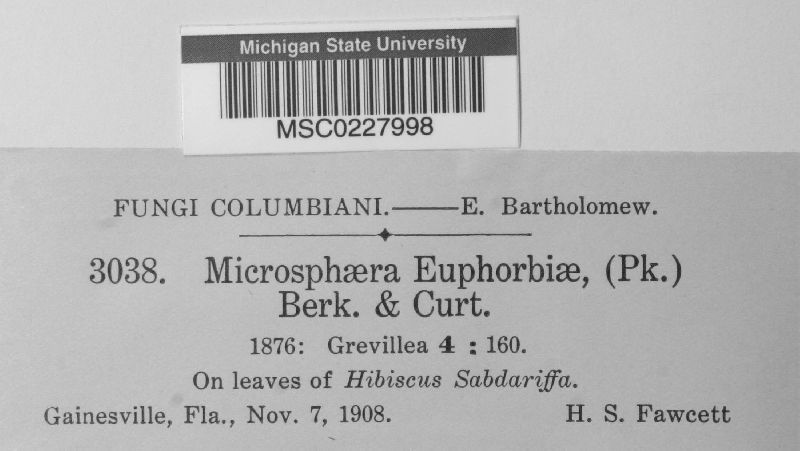 Michigan State University
MSC0227998
FUNGI COLUMBIANI.——E. Bartholomew.
3038. Microsphæra Euphorbiæ, (Pk.)
Berk. & Curt.
1876: Grevillea 4 : 160.
On leaves of Hibiscus Sabdariffa.
Gainesville, Fla., Nov. 7, 1908. H. S. Fawcett